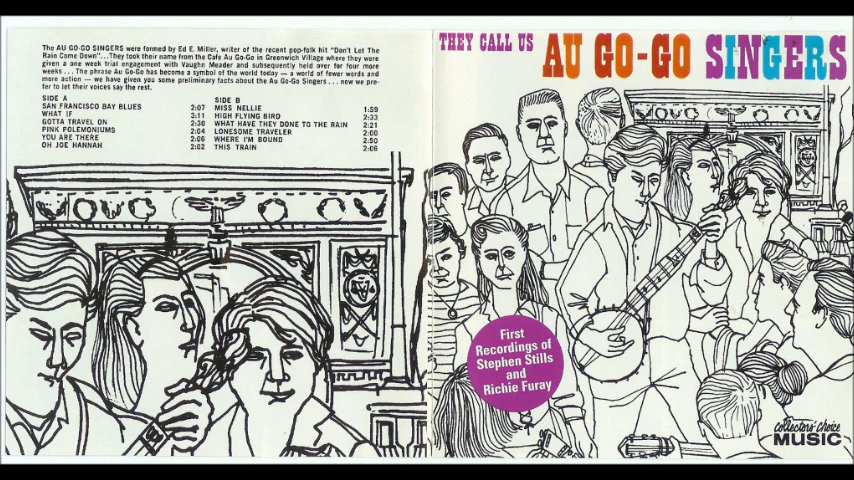 The AU GO-GO SINGERS were formed by Ed E. Miller, writer of the recent pop-folk hit "Don't Let The
Rain Come Down"...They took their name from the Cafe Au Go-Go in Greenwich Village where they were
given a one week trial engagement with Vaughn Meader and subsequently held over for four more
weeks... The phrase Au Go-Go has become a symbol of the world today — a world of fewer words and
more action — we have given you some preliminary facts about the Au Go-Go Singers... now we pre-
fer to let their voices say the rest.
SIDE A
SAN FRANCISCO BAY BLUES 2:07
WHAT IF 3:11
GOTTA TRAVEL ON 2:30
PINK POLEMONIUMS 2:04
YOU ARE THERE 2:06
OH JOE HANNAH 2:02
SIDE B
MISS NELLIE 1:59
HIGH FLYING BIRD 2:33
WHAT HAVE THEY DONE TO THE RAIN 2:21
LONESOME TRAVELER 2:00
WHERE I'M BOUND 2:50
THIS TRAIN 2:06
THEY CALL US AU GO-GO SINGERS
First
Recordings of
Stephen Stills
and
Richie Furay
Collectors' Choice
MUSIC